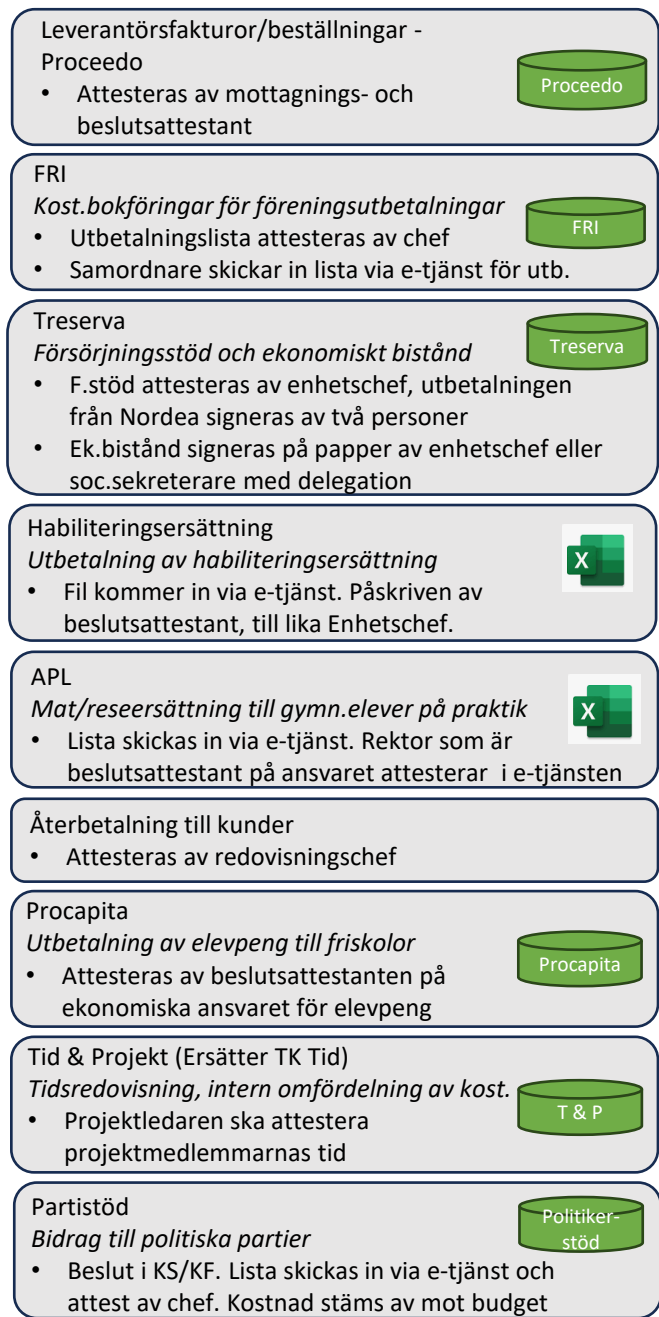 Leverantörsfakturor/beställningar -
Proceedo
• Attesteras av mottagnings- och
beslutsattestant
Proceedo
FRI
Kost.bokföringar för föreningsutbetalningar
• Utbetalningslista attesteras av chef
• Samordnare skickar in lista via e-tjänst för utb.
FRI
Treserva
Försörjningsstöd och ekonomiskt bistånd
• F.stöd attesteras av enhetschef, utbetalningen
från Nordea signeras av två personer
• Ek.bistånd signeras på papper av enhetschef eller
soc.sekreterare med delegation
Treserva
Habiliteringsersättning
Utbetalning av habiliteringsersättning
• Fil kommer in via e-tjänst. Påskriven av
beslutsattestant, till lika Enhetschef.
X
APL
Mat/reseersättning till gymn.elever på praktik
• Lista skickas in via e-tjänst. Rektor som är
beslutsattestant på ansvaret attesterar i e-tjänsten
X
Återbetalning till kunder
• Attesteras av redovisningschef
Procapita
Utbetalning av elevpeng till friskolor
• Attesteras av beslutsattestanten på
ekonomiska ansvaret för elevpeng
Procapita
Tid & Projekt (Ersätter TK Tid)
Tidsredovisning, intern omfördelning av kost.
• Projektledaren ska attestera
projektmedlemmarnas tid
T & P
Partistöd
Bidrag till politiska partier
• Beslut i KS/KF. Lista skickas in via e-tjänst och
attest av chef. Kostnad stäms av mot budget
Politiker-
stöd